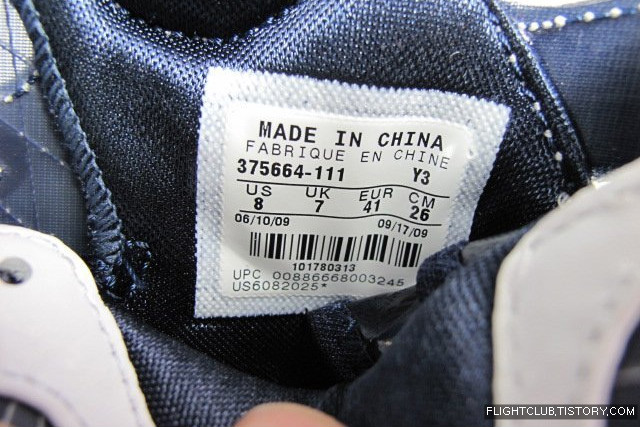 MADE IN CHINA
FABRIQUE EN CHINE
375664-111 Y3
US UK EUR CM
8 7 41 26
06/10/09 09/17/09
101780313
UPC 00886668003245
US6082025*
FLIGHTCLUB.TISTORY.COM